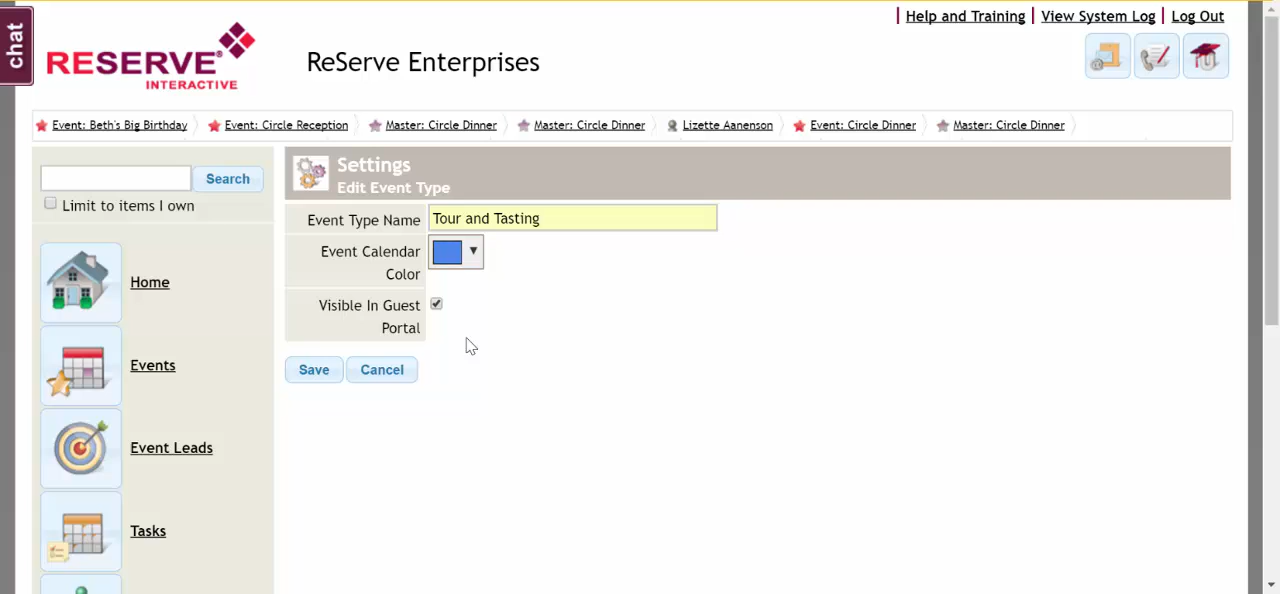 Help and Training
View System Log
Log Out
chat
RESERVE®
INTERACTIVE
ReServe Enterprises
Event: Beth's Big Birthday
Event: Circle Reception
Master: Circle Dinner
Master: Circle Dinner
Lizette Aanenson
Event: Circle Dinner
Master: Circle Dinner
Search
Limit to items I own
Home
Events
Event Leads
Tasks
Settings
Edit Event Type
Event Type Name
Tour and Tasting
Event Calendar
Color
Visible In Guest
Portal
Save
Cancel